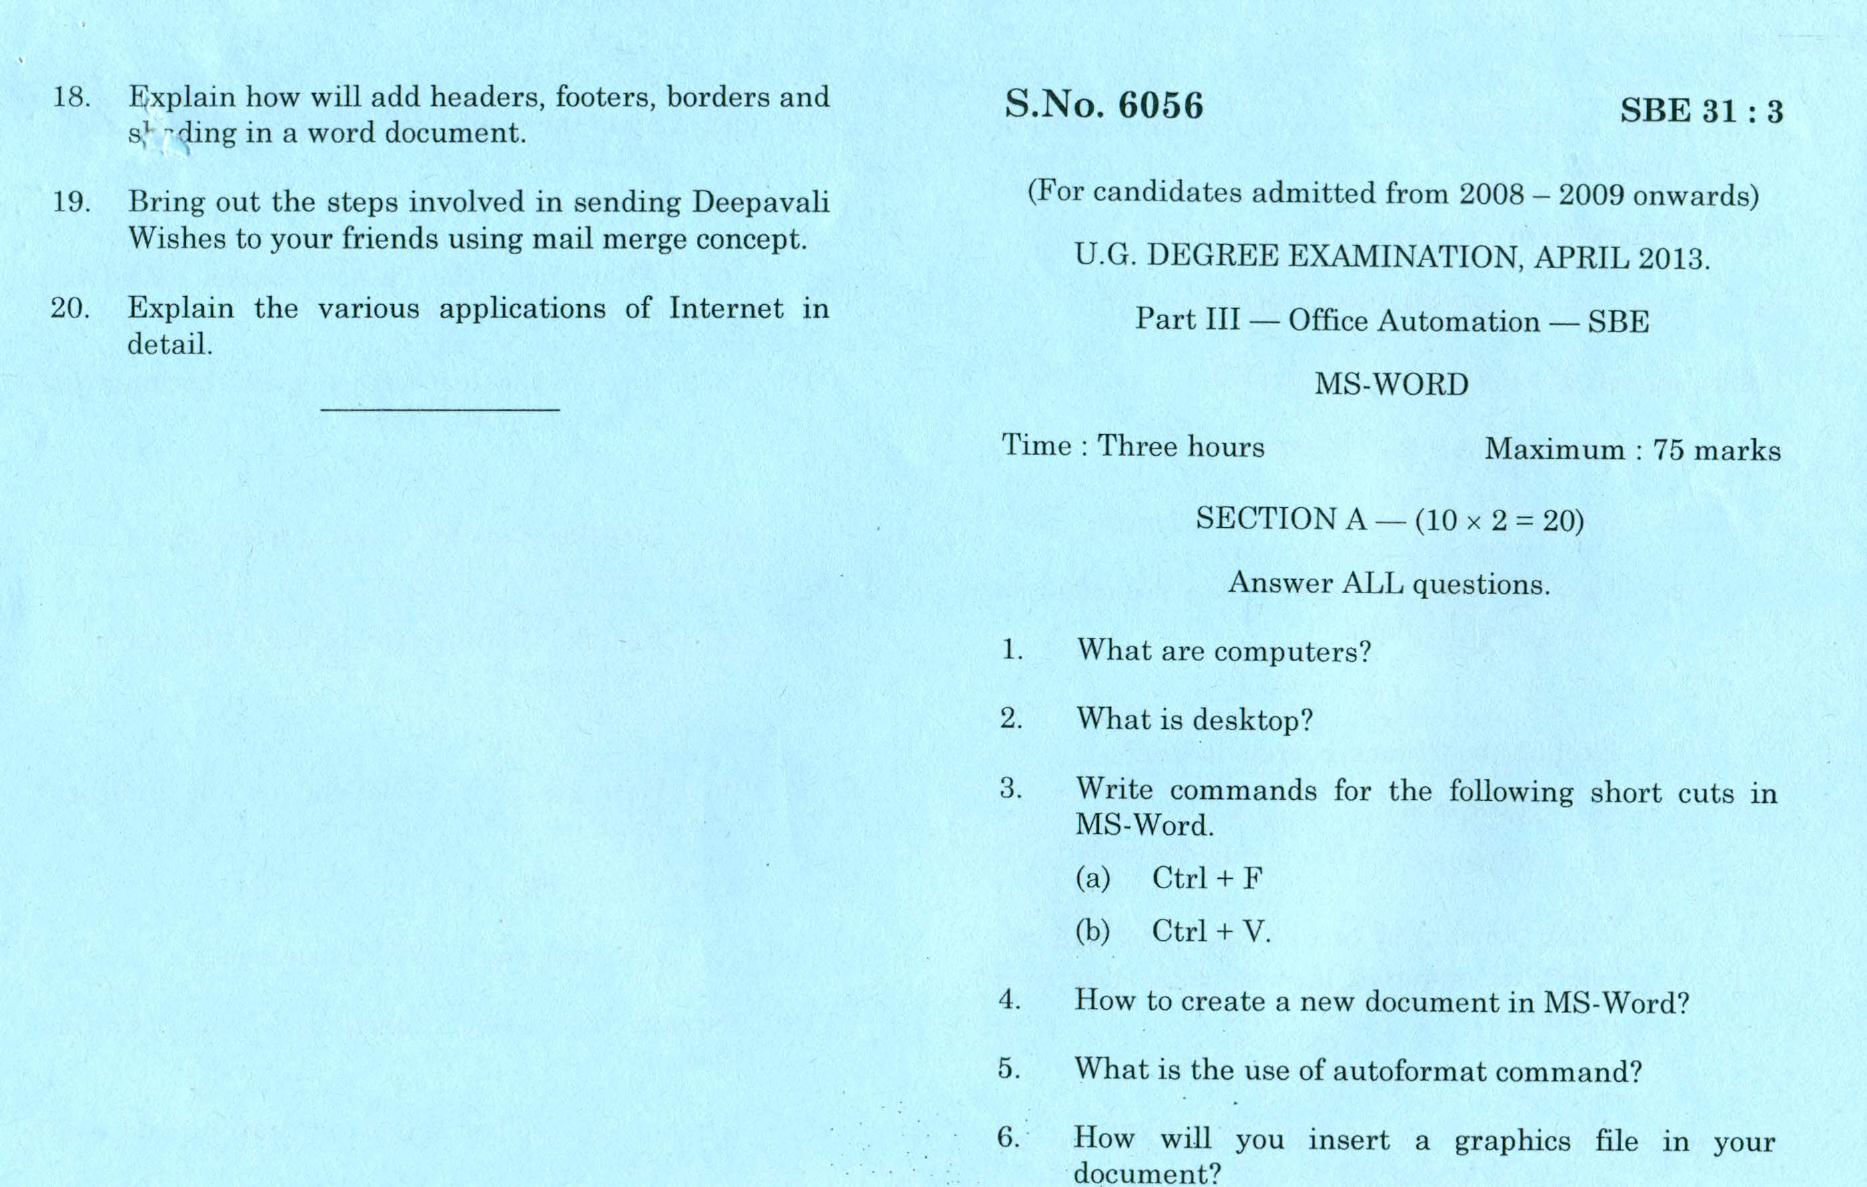 18. Explain how will add headers, footers, borders and
in a word document.
19. Bring out the steps involved in sending Deepavali
Wishes to your friends using mail merge concept.
20. Explain the various applications of Internet in
detail.
S.No. 6056 SBE 31 : 3
(For candidates admitted from 2008 – 2009 onwards)
U.G. DEGREE EXAMINATION, APRIL 2013.
Part III — Office Automation — SBE
MS-WORD
Time : Three hours Maximum : 75 marks
SECTION A — (10 × 2 = 20)
Answer ALL questions.
1. What are computers?
2. What is desktop?
3. Write commands for the following short cuts in
MS-Word.
(a) Ctrl + F
(b) Ctrl + V.
4. How to create a new document in MS-Word?
5. What is the use of autoformat command?
6. How will you insert a graphics file in your
document?